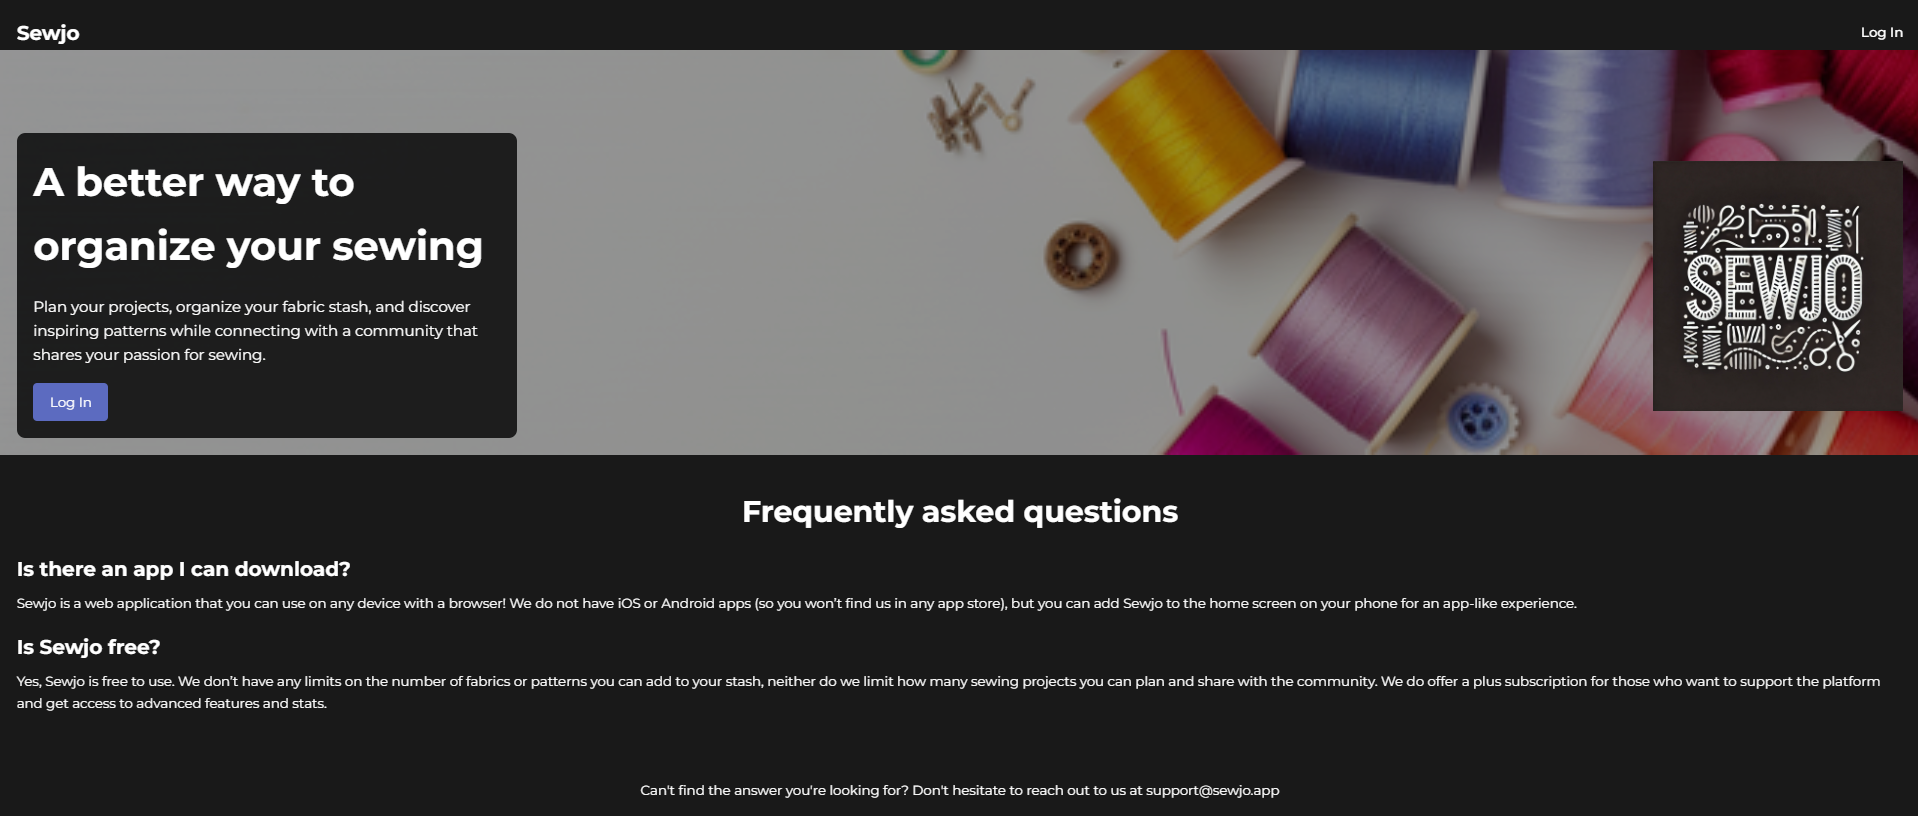 Sewjo
Log In
A better way to
organize your sewing
Plan your projects, organize your fabric stash, and discover
inspiring patterns while connecting with a community that
shares your passion for sewing.
Log In
SEWJO
Frequently asked questions
Is there an app I can download?
Sewjo is a web application that you can use on any device with a browser! We do not have iOS or Android apps (so you won’t find us in any app store), but you can add Sewjo to the home screen on your phone for an app-like experience.
Is Sewjo free?
Yes, Sewjo is free to use. We don’t have any limits on the number of fabrics or patterns you can add to your stash, neither do we limit how many sewing projects you can plan and share with the community. We do offer a plus subscription for those who want to support the platform
and get access to advanced features and stats.
Can't find the answer you're looking for? Don't hesitate to reach out to us at support@sewjo.app